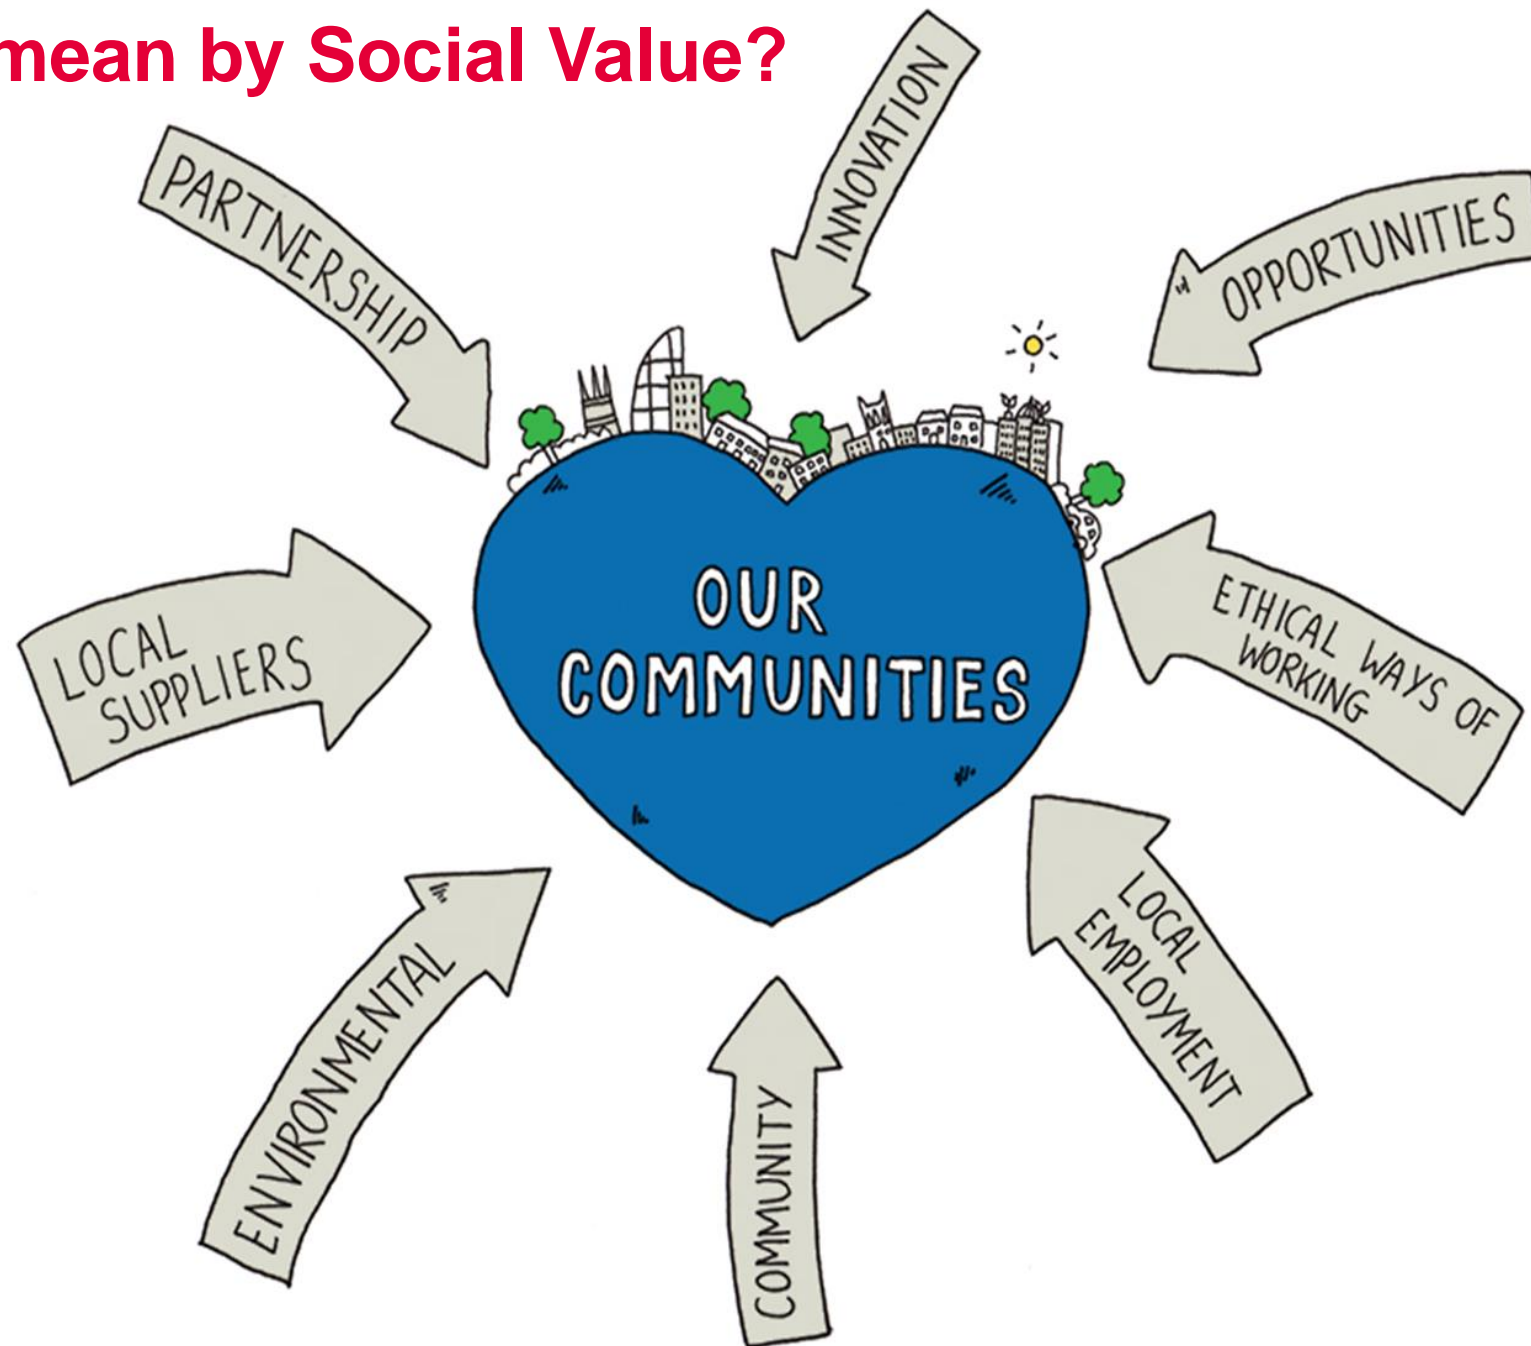 mean by Social Value?
INNOVATION
PARTNERSHIP
OPPORTUNITIES
OUR
COMMUNITIES
LOCAL
SUPPLIERS
ETHICAL WAYS OF
WORKING
LOCAL
EMPLOYMENT
ENVIRONMENTAL
COMMUNITY